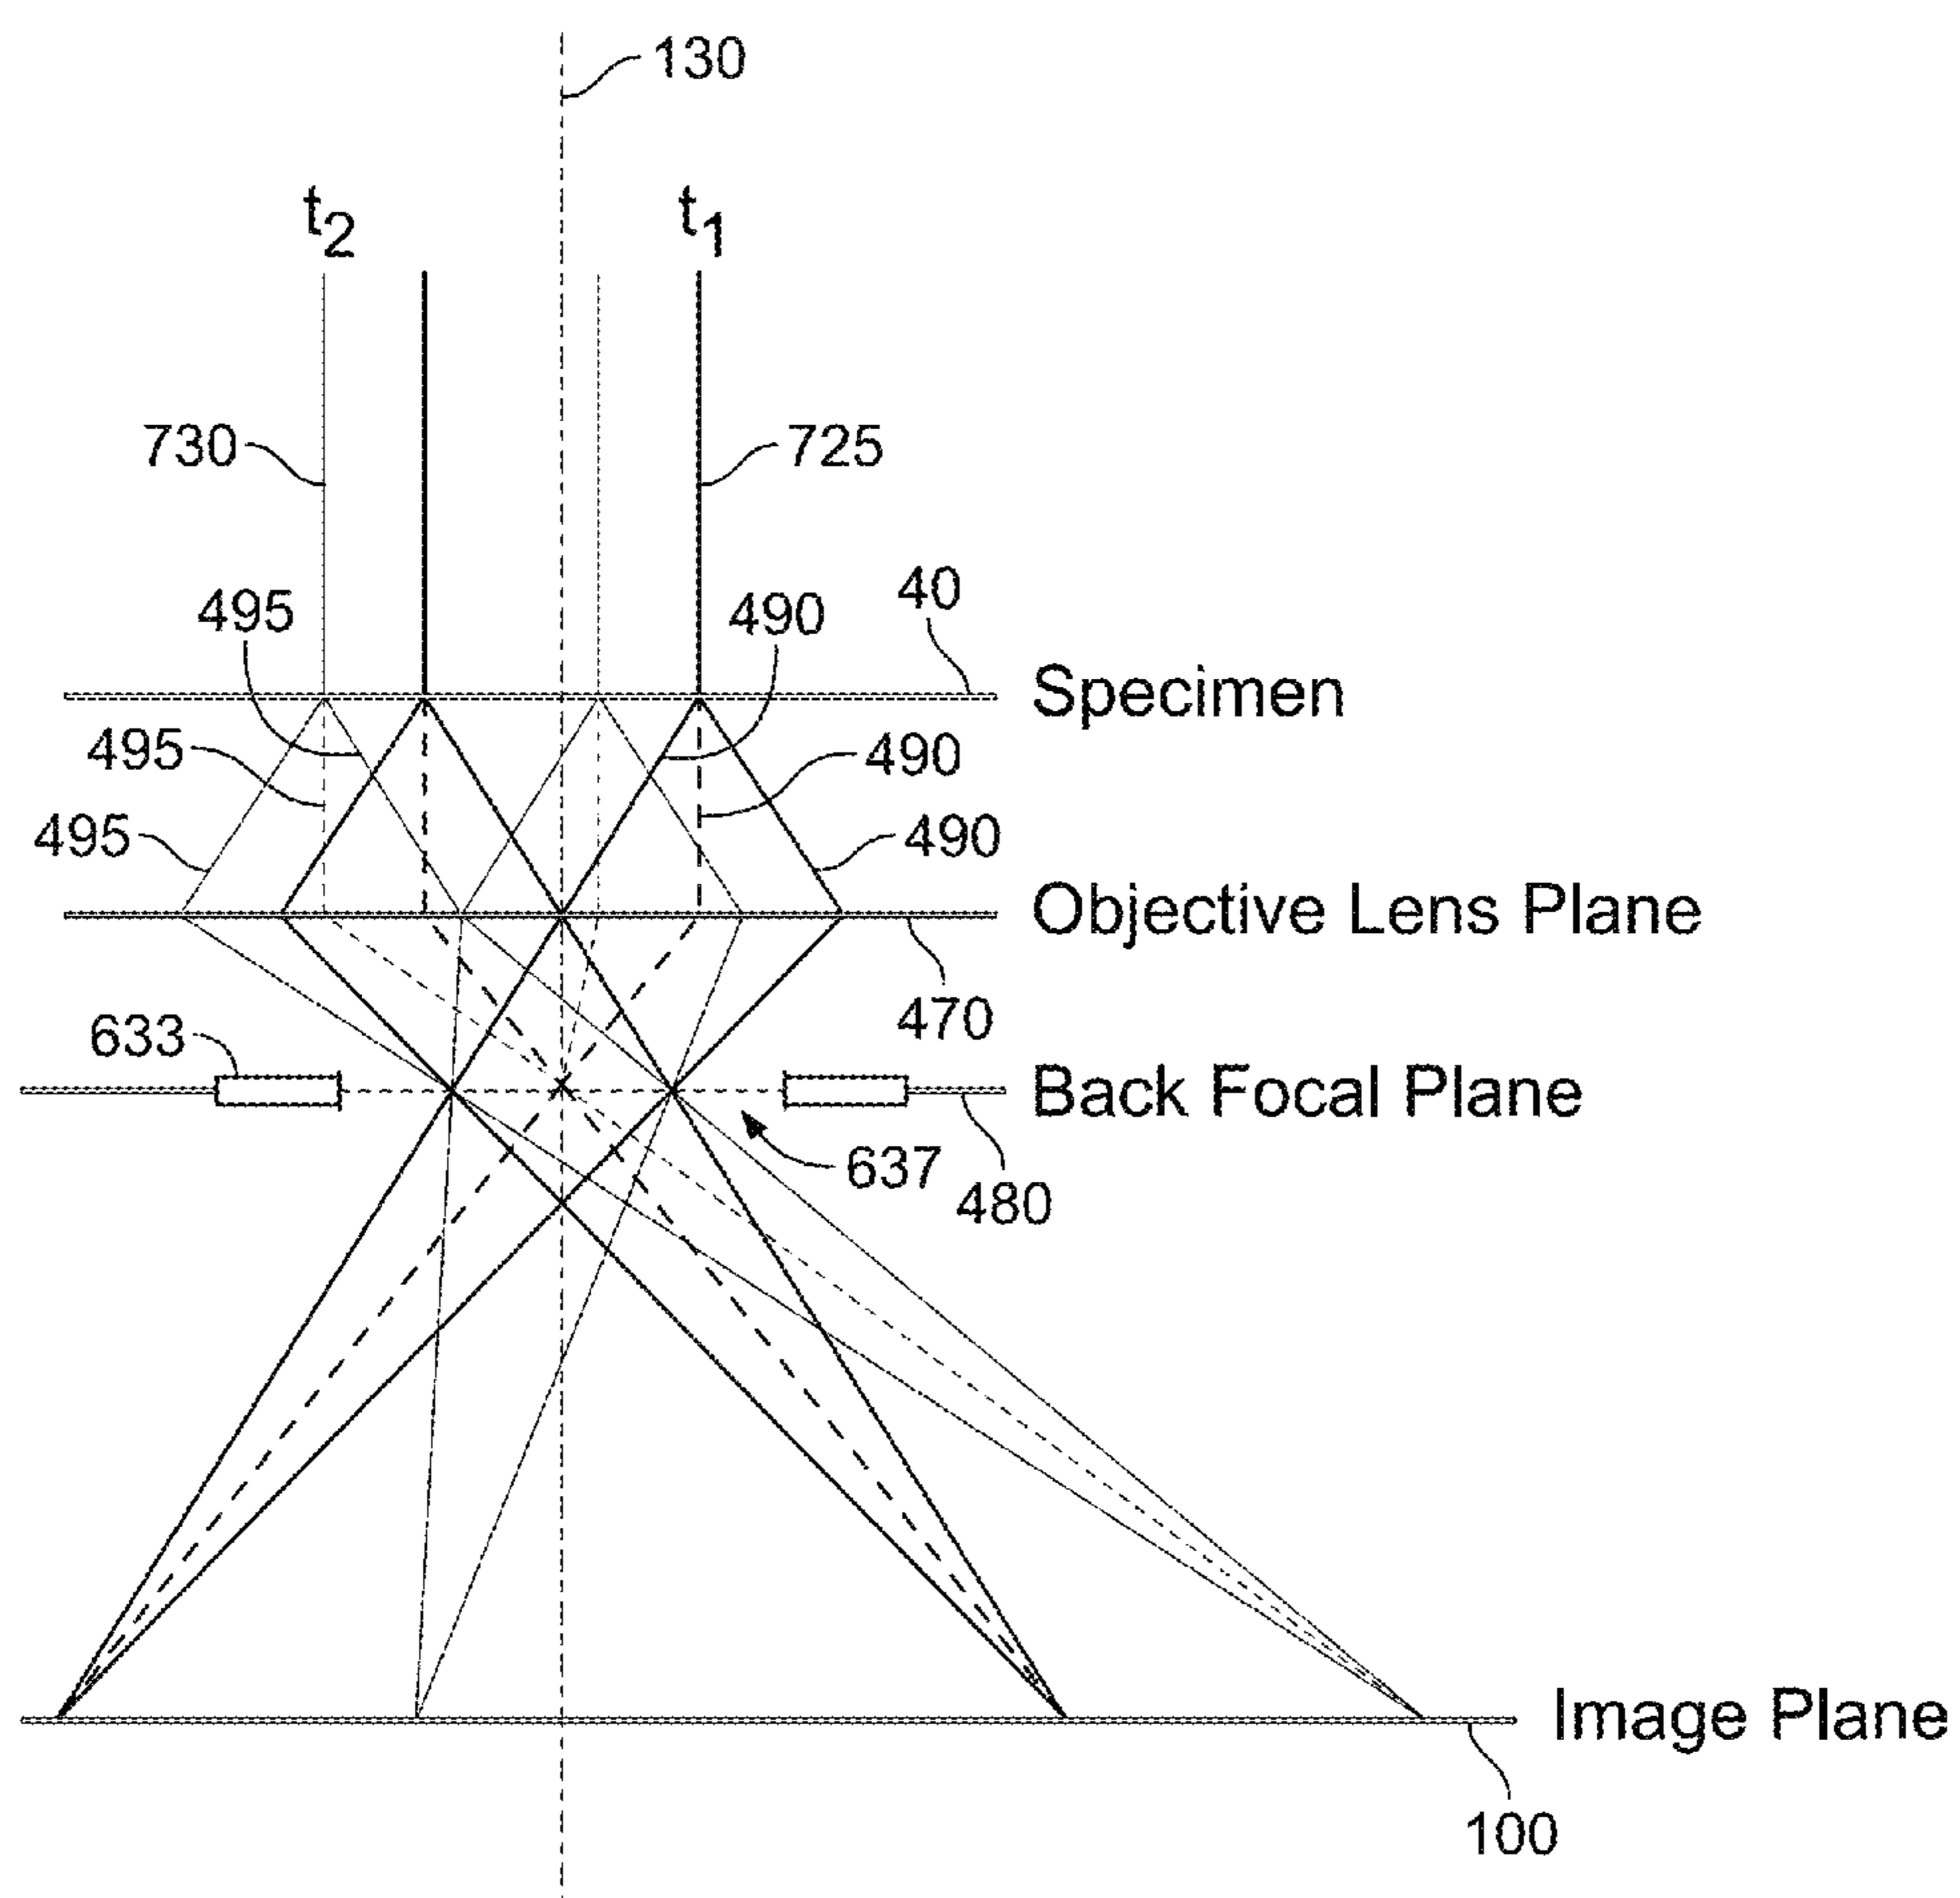 130
t2 t1
730 725
495 490 40
Specimen
495 490
495 490
Objective Lens Plane
470
633
Back Focal Plane
637
480
Image Plane
100